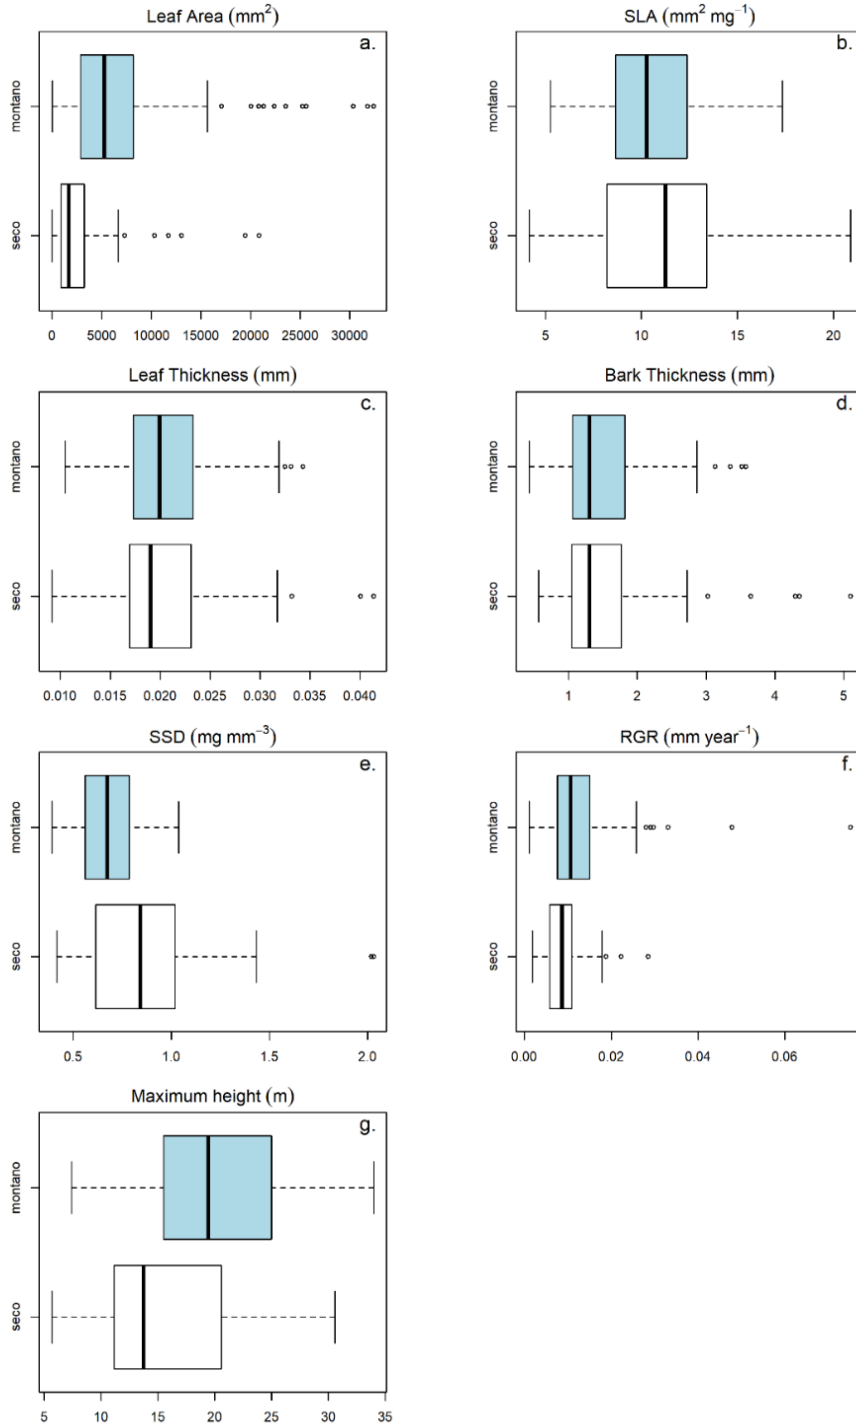 Leaf Area (mm²)
a.
montano
seco
0 5000 10000 15000 20000 25000 30000
SLA (mm² mg⁻¹)
b.
montano
seco
5 10 15 20
Leaf Thickness (mm)
c.
montano
seco
0.010 0.015 0.020 0.025 0.030 0.035 0.040
Bark Thickness (mm)
d.
montano
seco
1 2 3 4 5
SSD (mg mm⁻³)
e.
montano
seco
0.5 1.0 1.5 2.0
RGR (mm year⁻¹)
f.
montano
seco
0.00 0.02 0.04 0.06
Maximum height (m)
g.
montano
seco
5 10 15 20 25 30 35